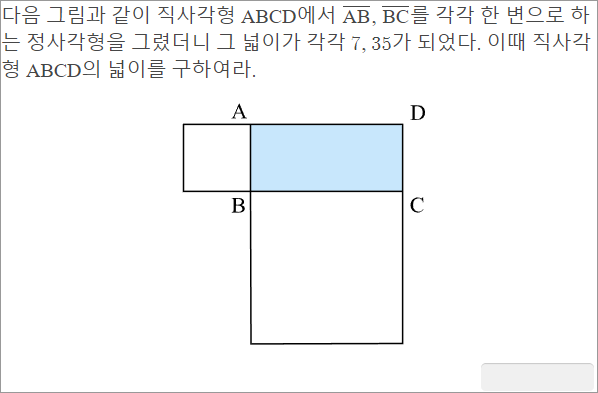 다음 그림과 같이 직사각형 ABCD에서 AB, BC를 각각 한 변으로 하
는 정사각형을 그렸더니 그 넓이가 각각 7, 35가 되었다. 이때 직사각
형 ABCD의 넓이를 구하여라.
A D
B C